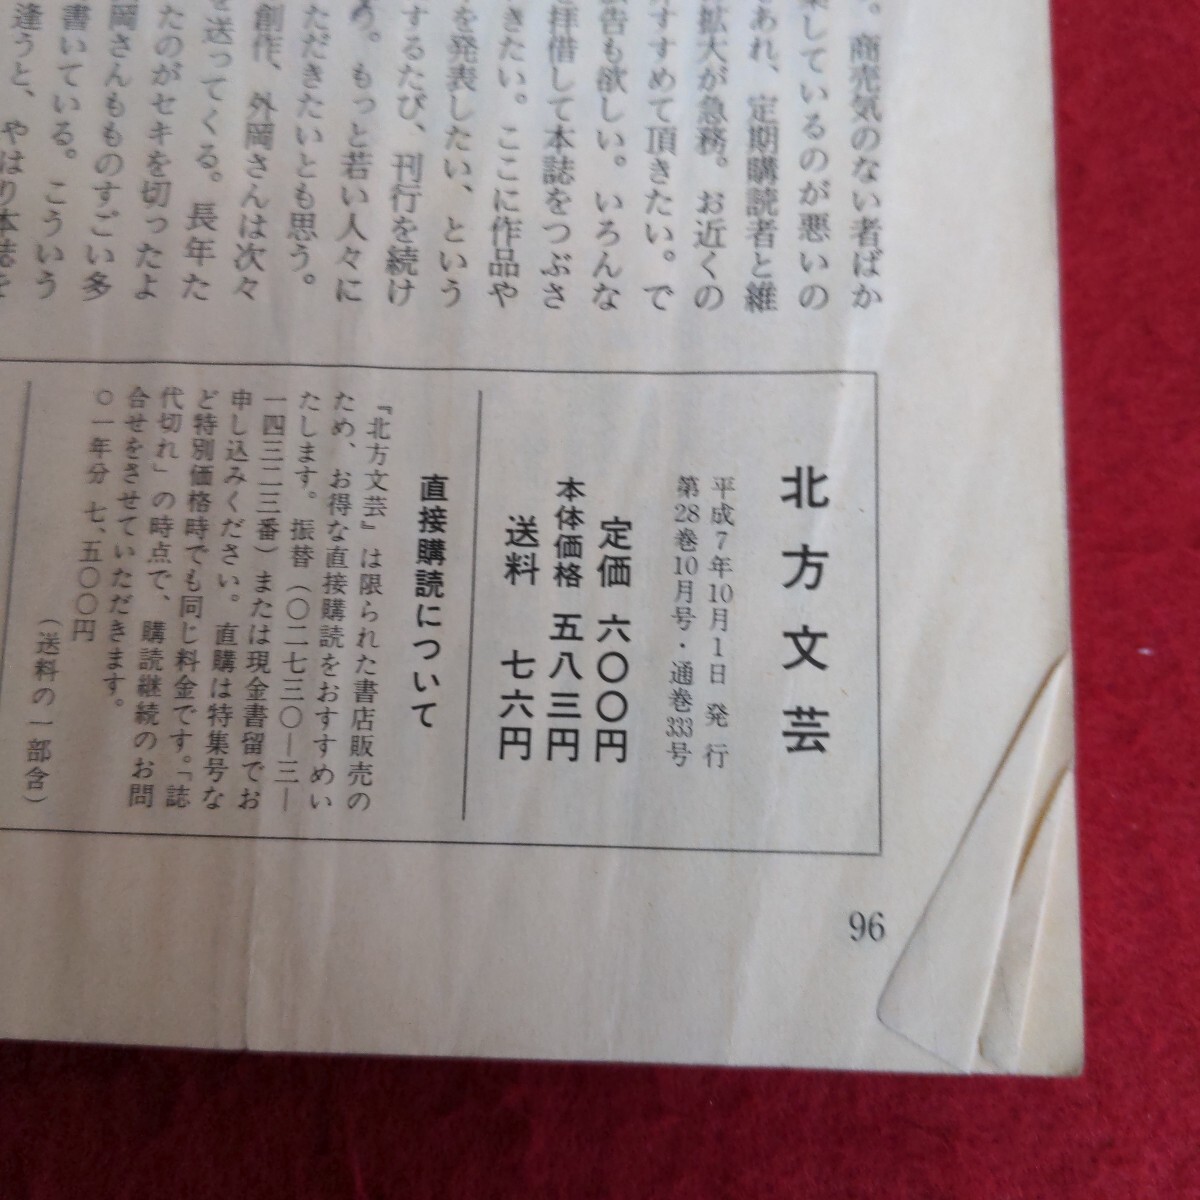 。商売気のない者ばか
しているのが悪いの
あれ、定期購読者と維
拡大が急務。お近くの
すすめて頂きたい。で
広告も欲しい。いろんな
拝借して本誌をつぶさ
きたい。ここに作品や
を発表したい、という
するたび、刊行を続け
う。もっと若い人々に
ただきたいとも思う。
創作、外岡さんは次々
を送ってくる。長年た
たのがセキを切ったよ
岡さんもものすごい多
書いている。こういう
逢うと、やはり本誌を
北方文芸
平成7年10月1日発行
第28巻10月号・通巻333号
定価 六〇〇円
本体価格 五八三円
送料 七六円
直接購読について
『北方文芸』は限られた書店販売の
ため、お得な直接購読をおすすめい
たします。振替（〇二七三〇―三―
一四三二三番）または現金書留でお
申し込みください。直購は特集号な
ど特別価格時でも同じ料金です。「誌
代切れ」の時点で、購読継続のお問
合せをさせていただきます。
〇一年分 七、五〇〇円
（送料の一部含）
96